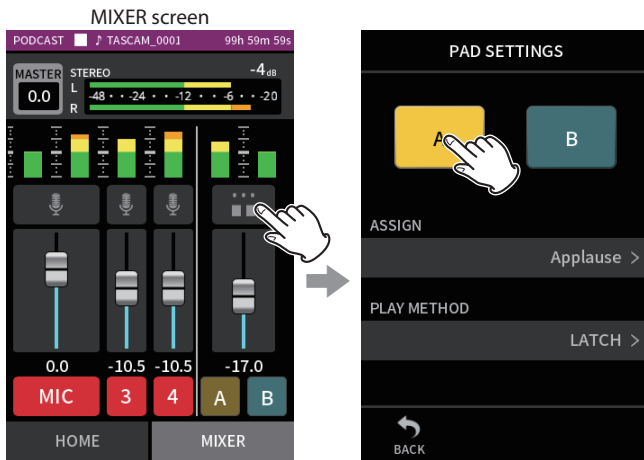 MIXER screen
PODCAST ♪ TASCAM_0001 99h 59m 59s
MASTER STEREO -4dB
0.0
L
-48 · · -24 · · -12 · · -6 · · -20
R
0.0 -10.5 -10.5 -17.0
MIC 3 4 A B
HOME MIXER
PAD SETTINGS
A B
ASSIGN
Applause >
PLAY METHOD
LATCH >
BACK